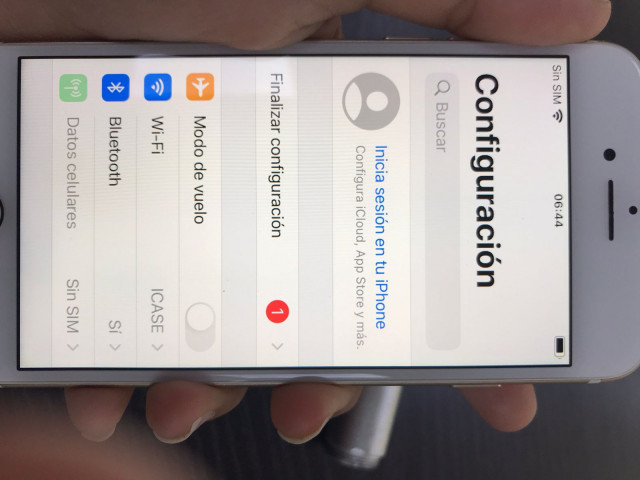 Sin SIM 06:44
Configuración
Buscar
Inicia sesión en tu iPhone
Configura iCloud, App Store y más.
Finalizar configuración 1
Modo de vuelo
Wi-Fi ICASE
Bluetooth Sí
Datos celulares Sin SIM